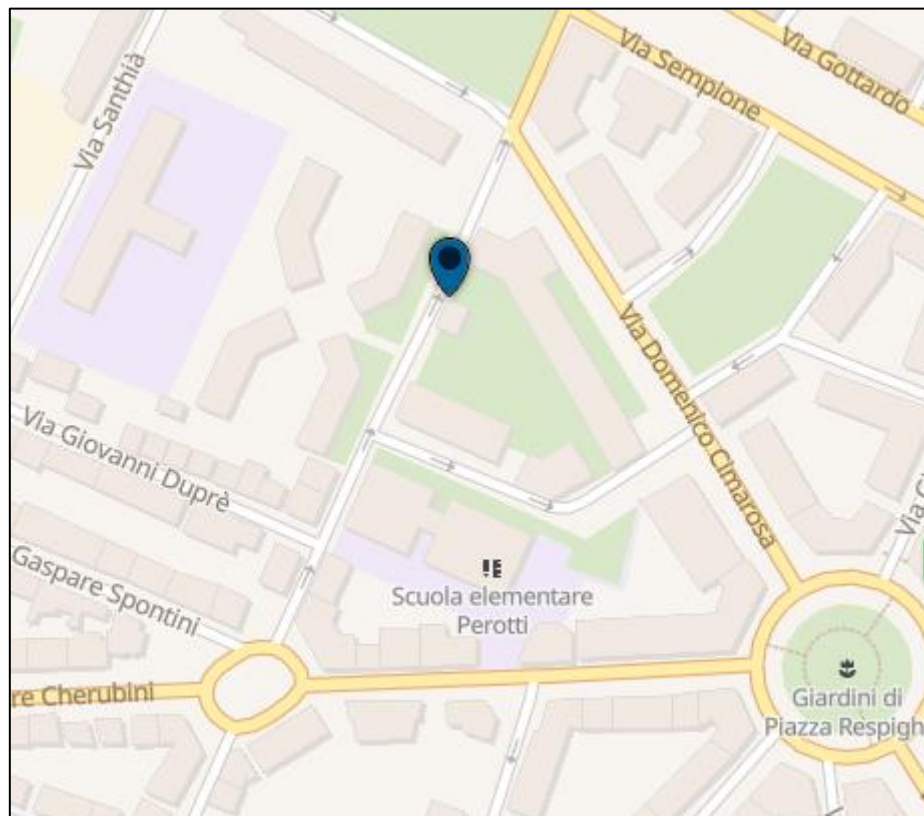 Via Sempione
Via Gottardo
Via Santhià
Via Domenico Cimarosa
Via Giovanni Duprè
Gaspare Spontini
Scuola elementare
Perotti
re Cherubini
Giardini di
Piazza Respigh